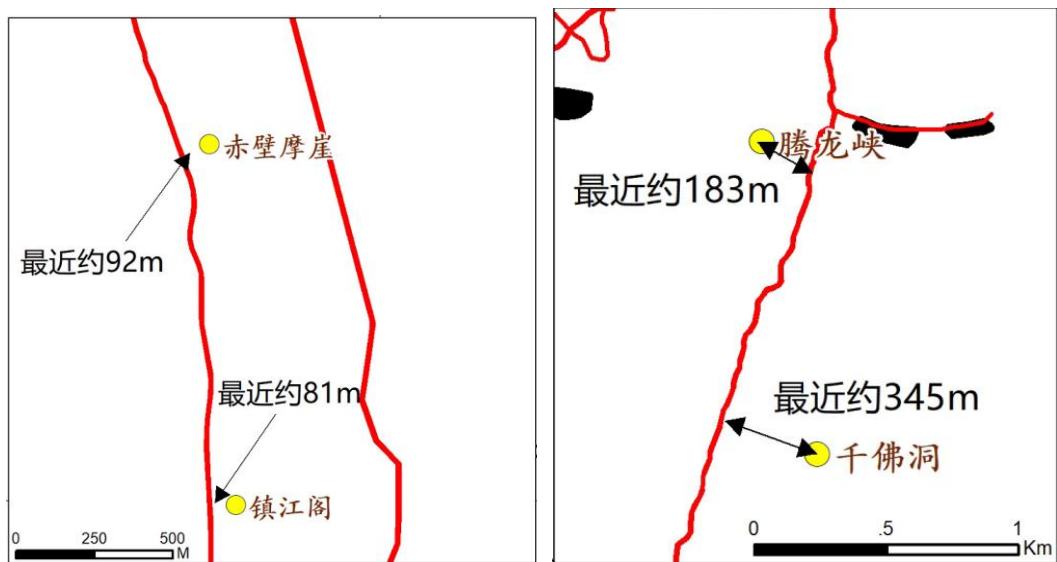 赤壁摩崖
最近约92m
最近约81m
镇江阁
0 250 500
M
腾龙峡
最近约183m
最近约345m
千佛洞
0 .5 1
Km